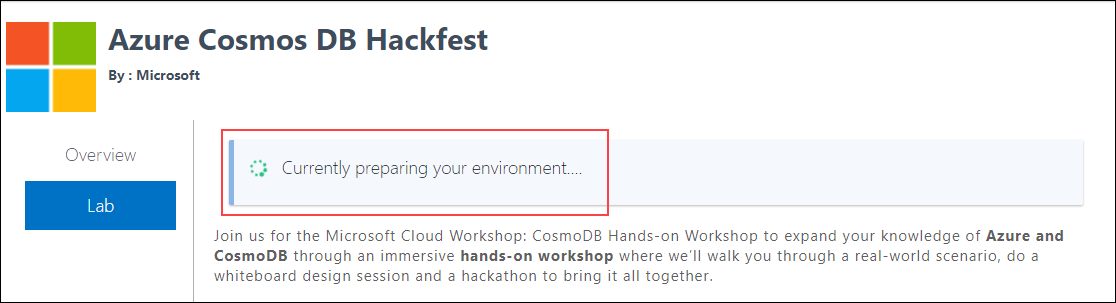 Azure Cosmos DB Hackfest
By : Microsoft
Overview
Lab
Currently preparing your environment....
Join us for the Microsoft Cloud Workshop: CosmoDB Hands-on Workshop to expand your knowledge of Azure and
CosmoDB through an immersive hands-on workshop where we'll walk you through a real-world scenario, do a
whiteboard design session and a hackathon to bring it all together.